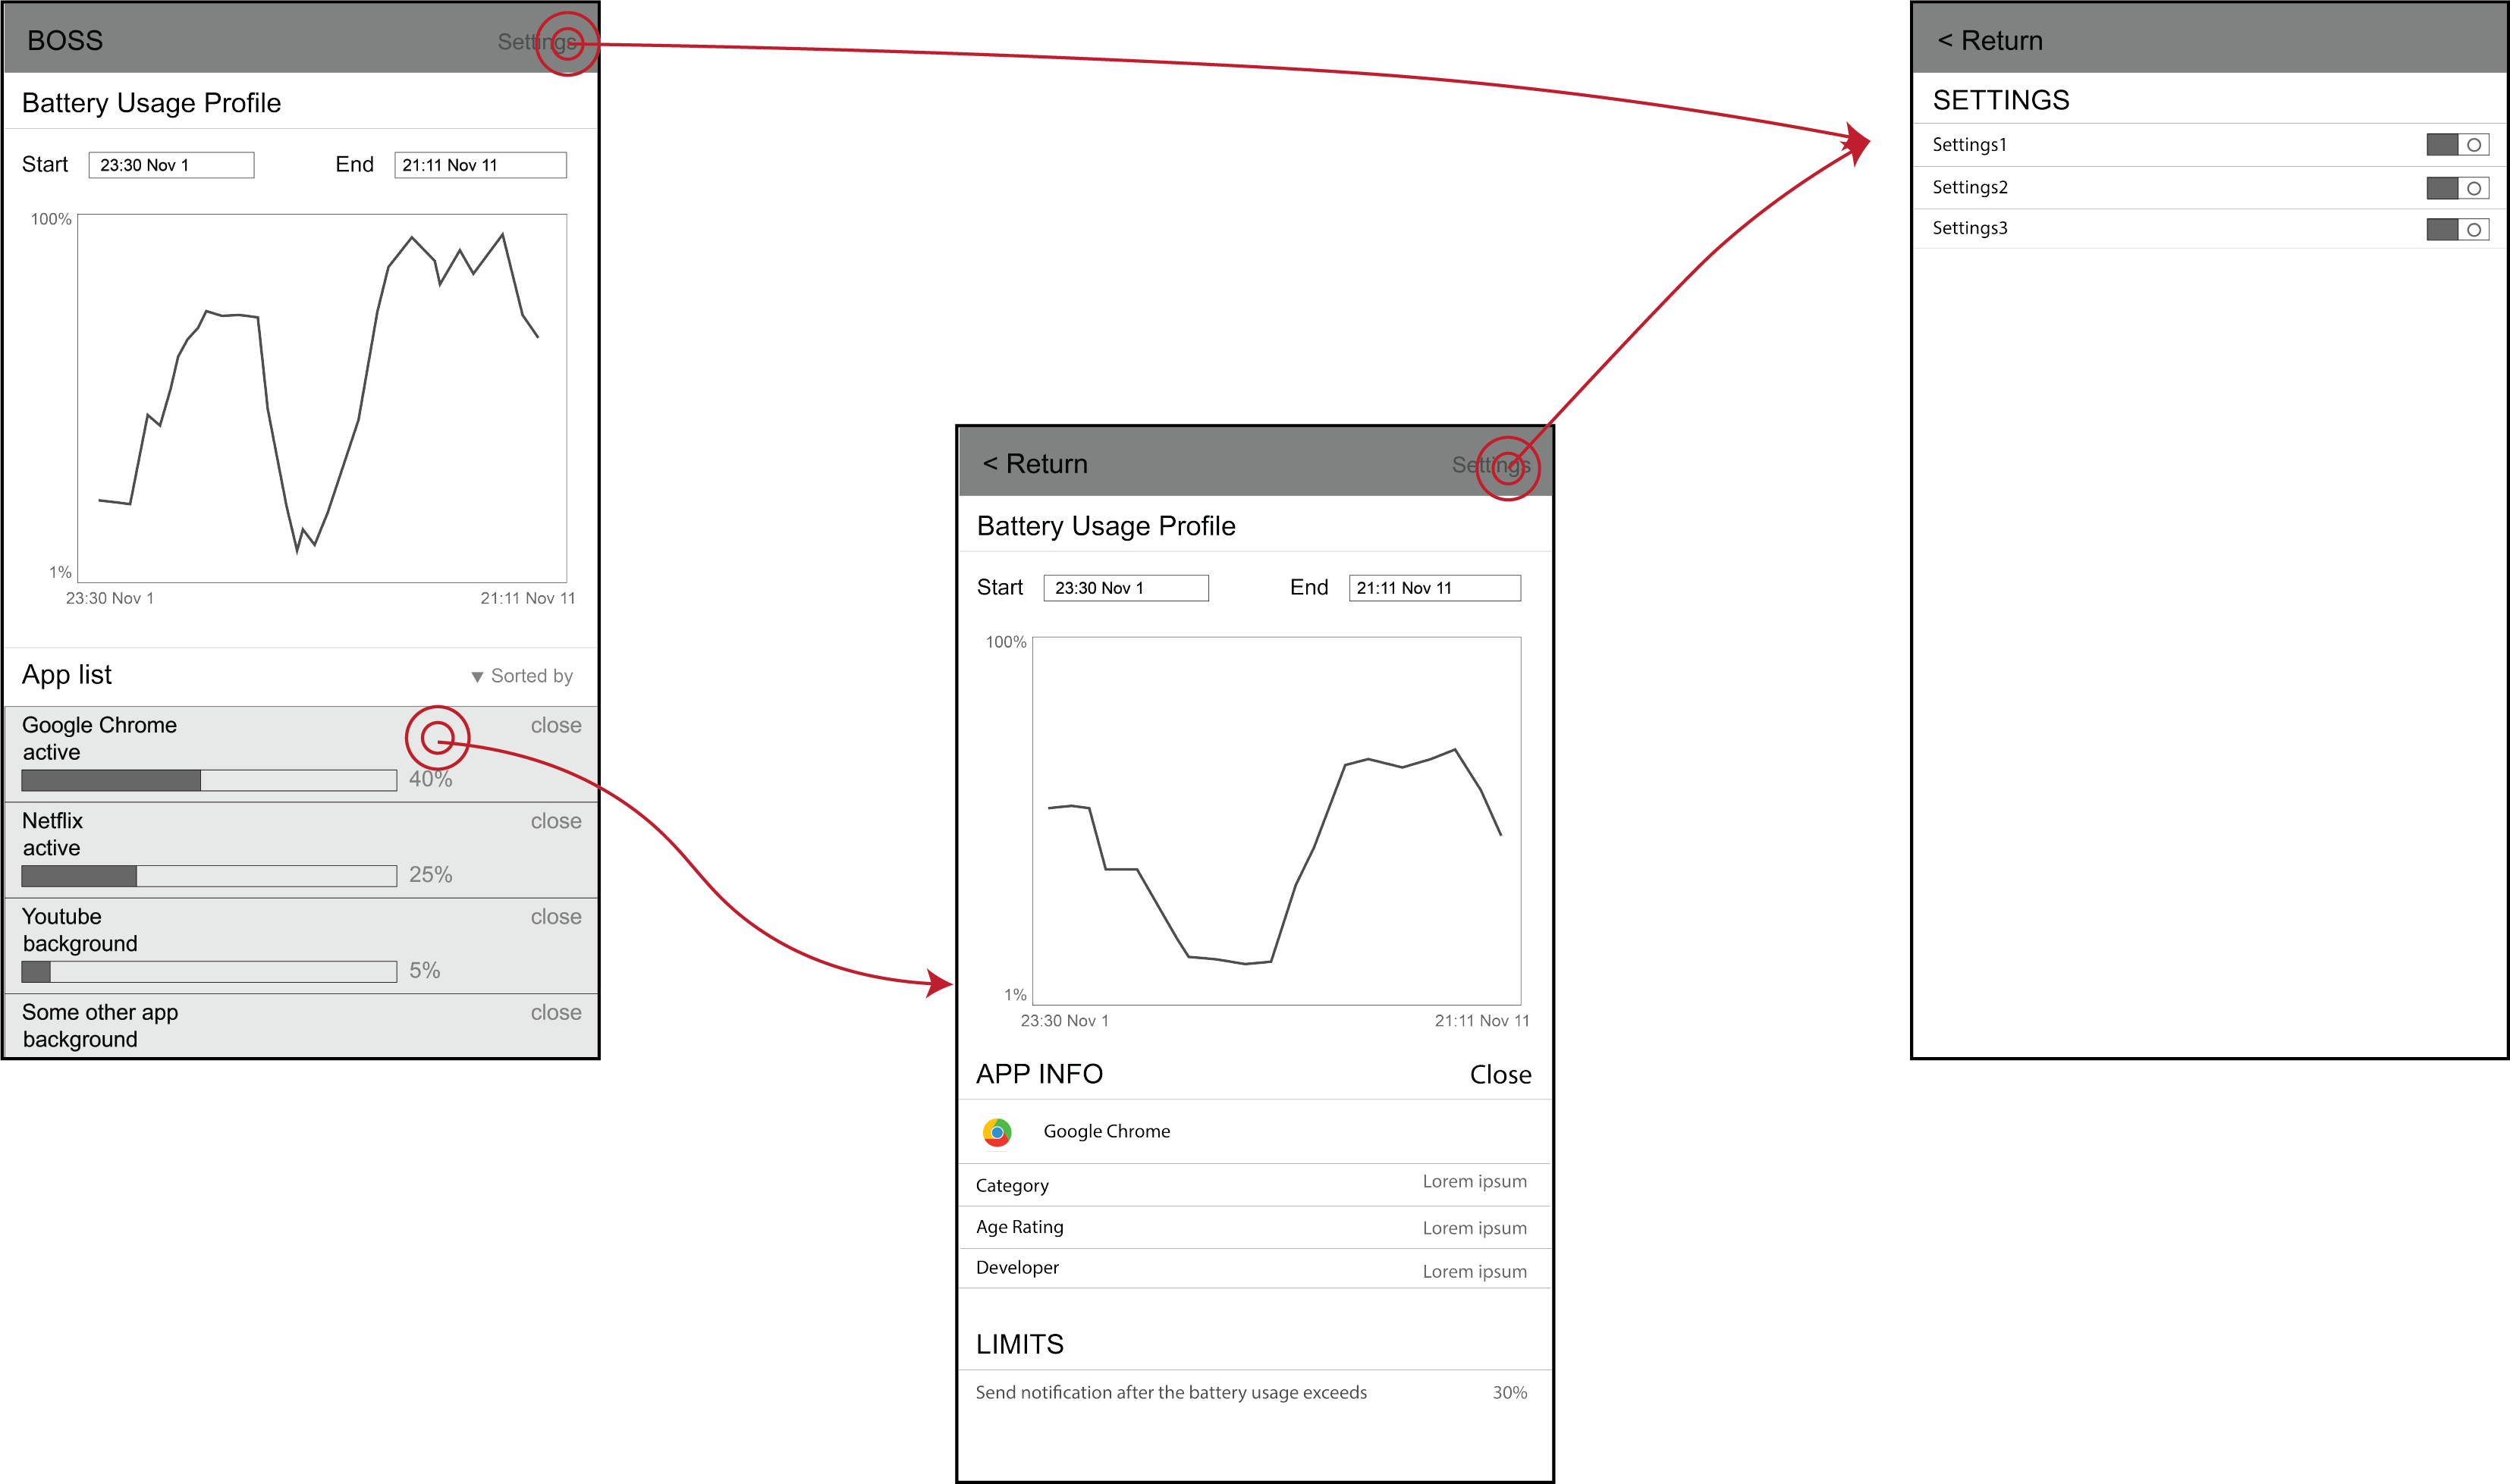 BOSS Settings
Battery Usage Profile
Start 23:30 Nov 1 End 21:11 Nov 11
100%
1%
23:30 Nov 1 21:11 Nov 11
App list ▼ Sorted by
Google Chrome close
active
40%
Netflix close
active
25%
Youtube close
background
5%
Some other app close
background
< Return Settings
Battery Usage Profile
Start 23:30 Nov 1 End 21:11 Nov 11
100%
1%
23:30 Nov 1 21:11 Nov 11
APP INFO Close
Google Chrome
Category Lorem ipsum
Age Rating Lorem ipsum
Developer Lorem ipsum
LIMITS
Send notification after the battery usage exceeds 30%
< Return
SETTINGS
Settings1
Settings2
Settings3